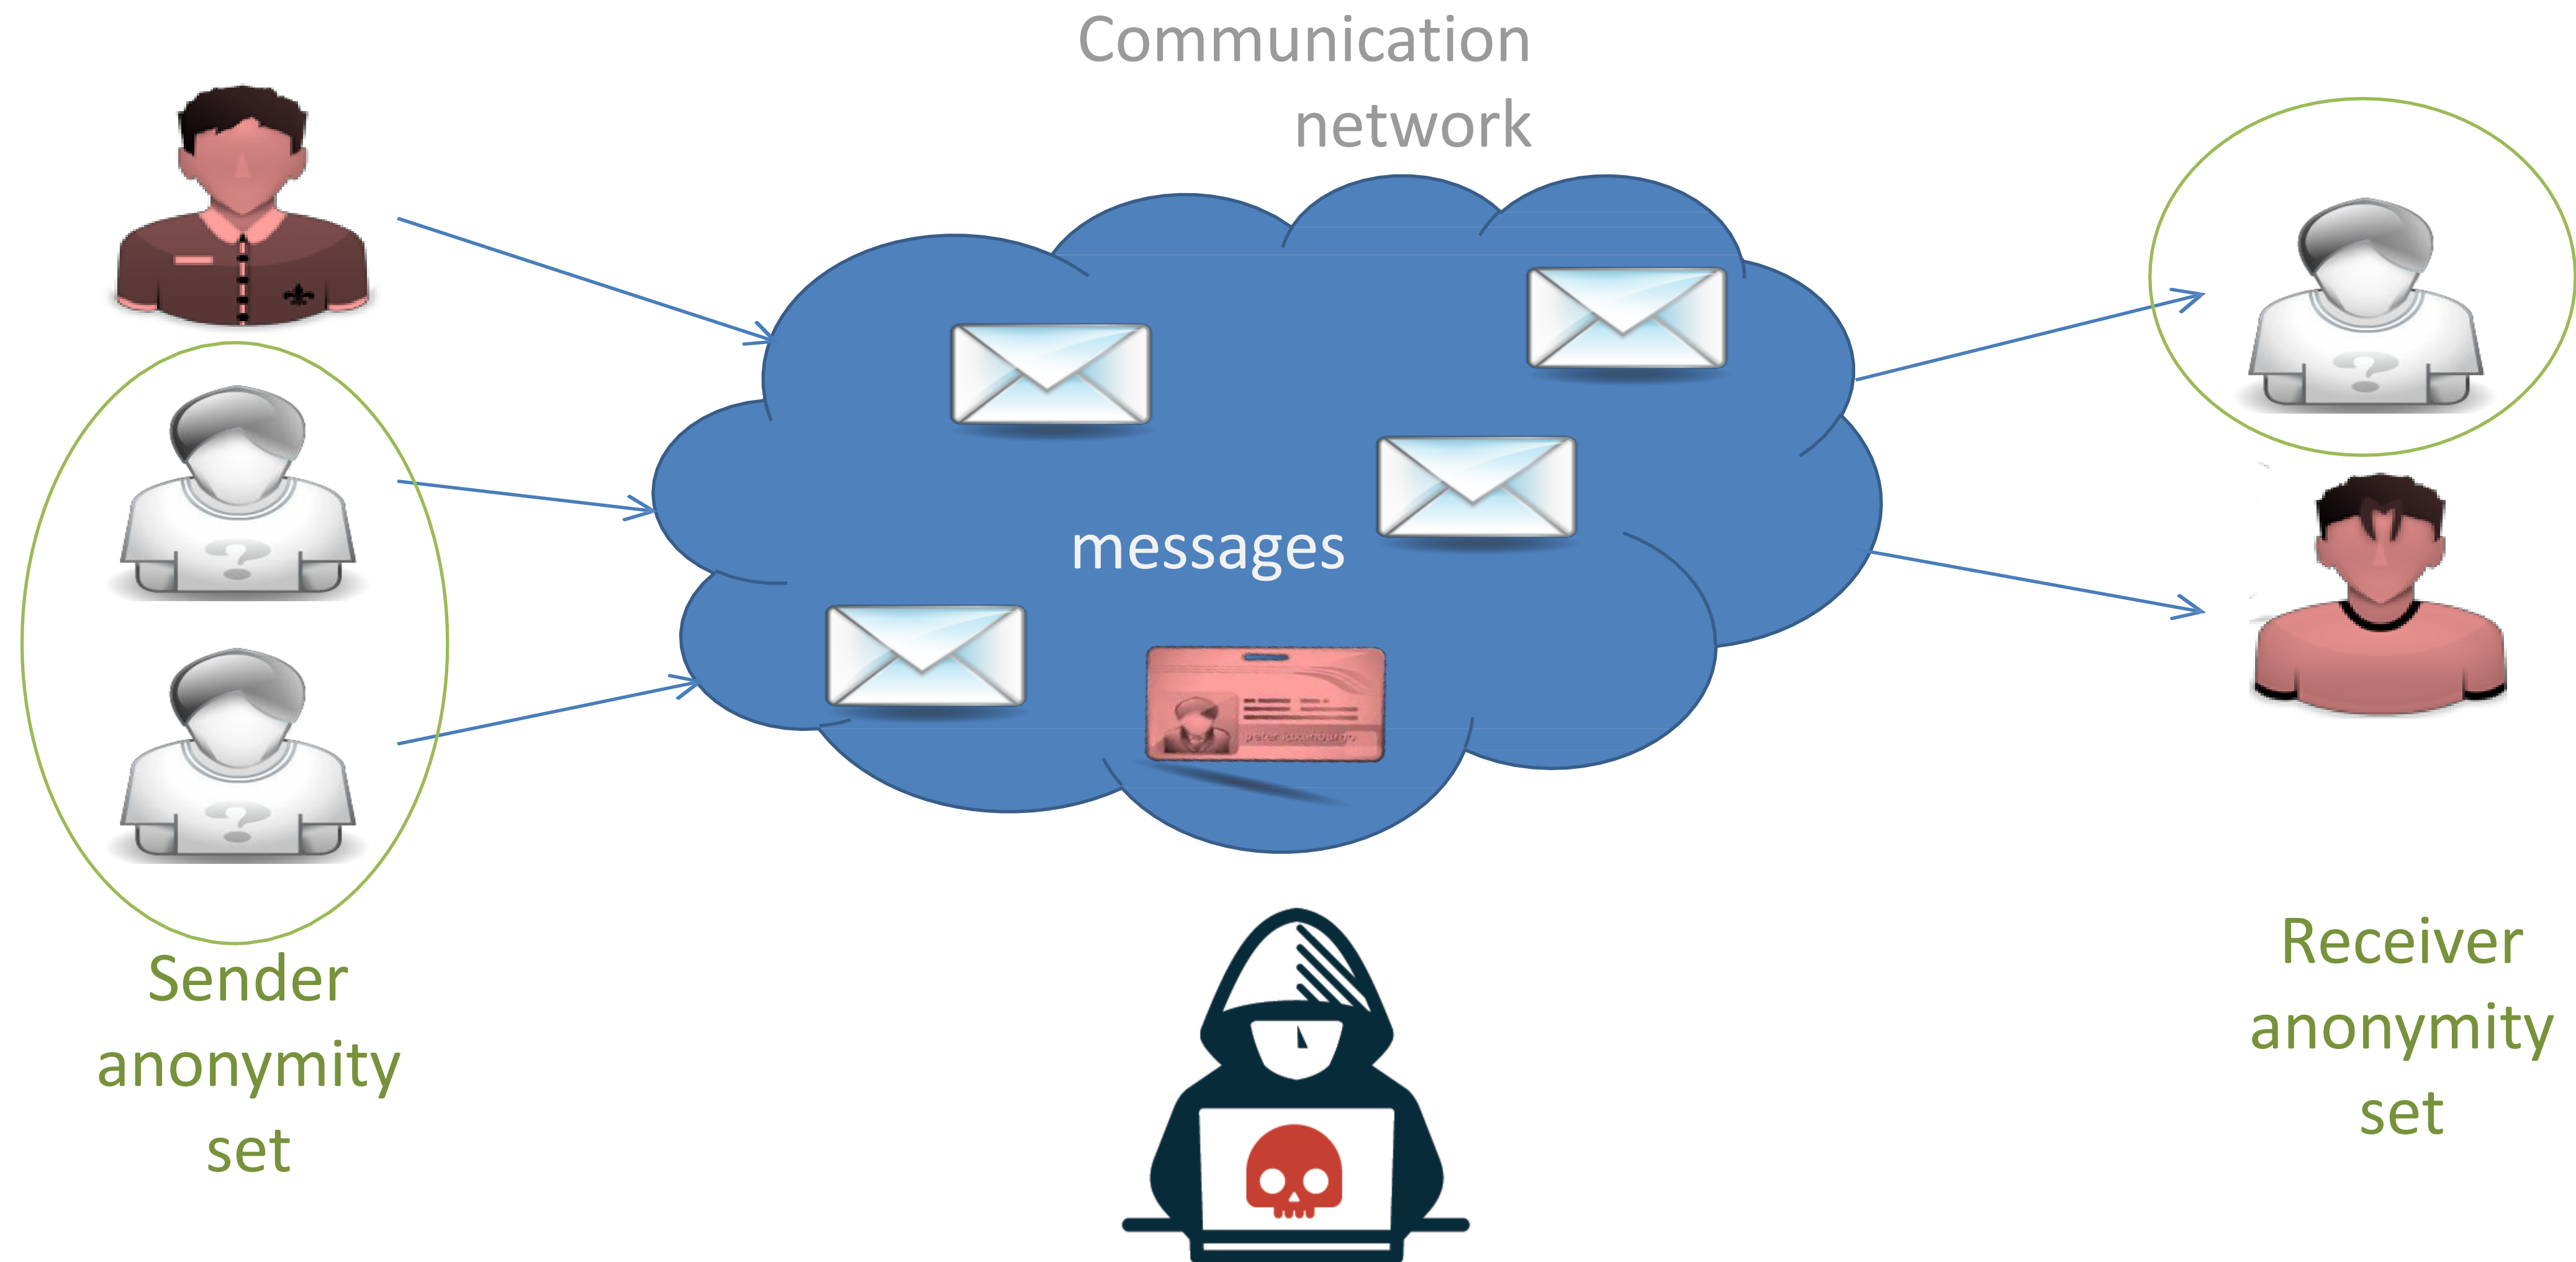 Communication
network
messages
Sender
anonymity
set
Receiver
anonymity
set